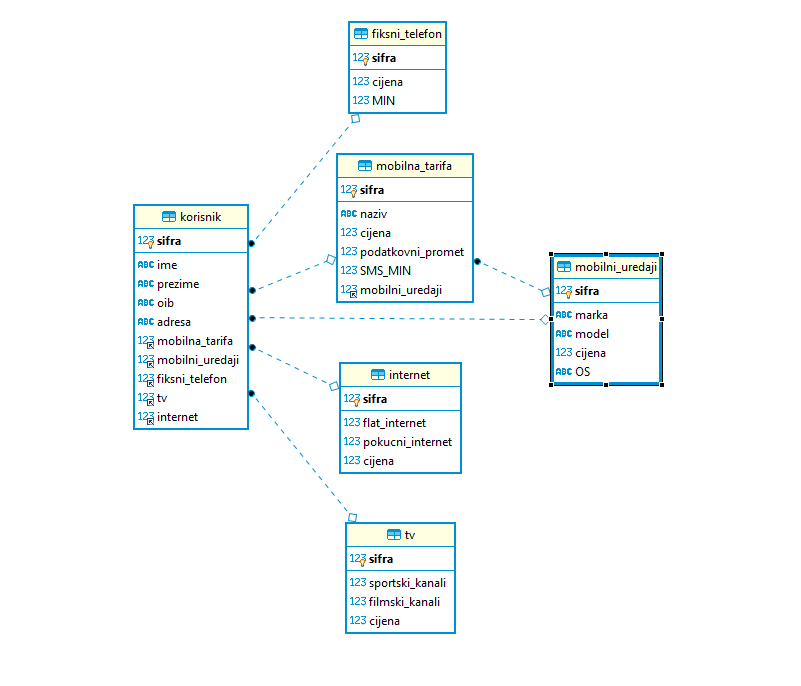 fiksni_telefon
123 sifra
123 cijena
123 MIN
mobilna_tarifa
123 sifra
ABC naziv
123 cijena
123 podatkovni_promet
123 SMS_MIN
123 mobilni_uredaji
korisnik
123 sifra
ABC ime
ABC prezime
ABC oib
ABC adresa
123 mobilna_tarifa
123 mobilni_uredaji
123 fiksni_telefon
123 tv
123 internet
mobilni_uredaji
123 sifra
ABC marka
ABC model
123 cijena
ABC OS
internet
123 sifra
123 flat_internet
123 pokucni_internet
123 cijena
tv
123 sifra
123 sportski_kanali
123 filmski_kanali
123 cijena